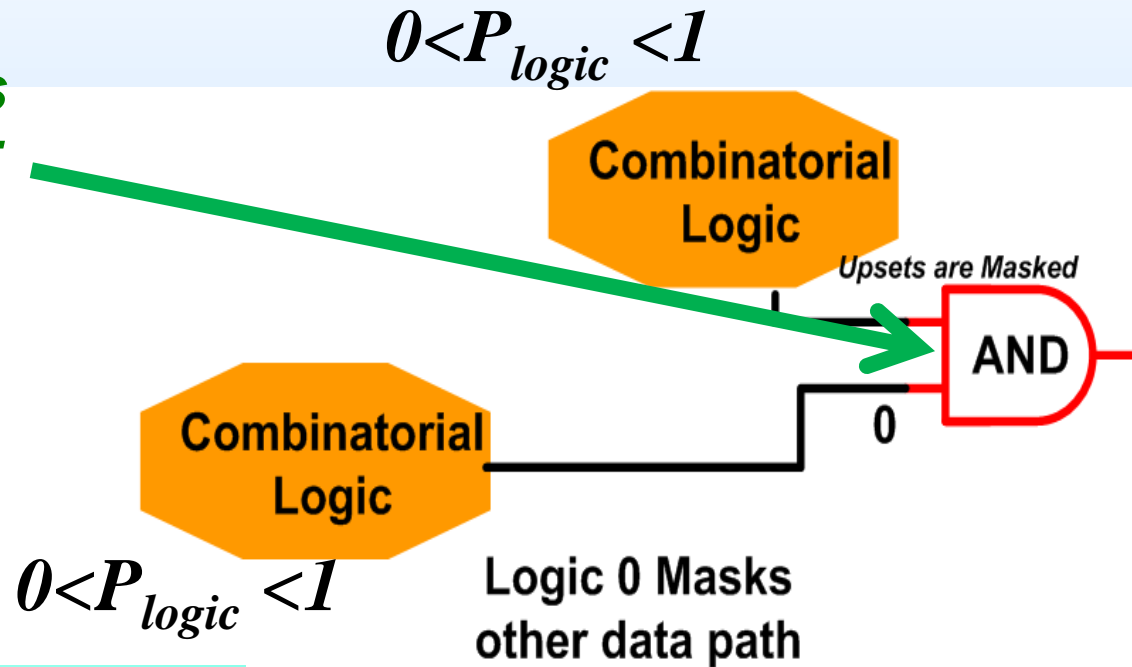 0<P_logic <1
Combinatorial
Logic
Upsets are Masked
AND
0
Combinatorial
Logic
0<P_logic <1
Logic 0 Masks
other data path